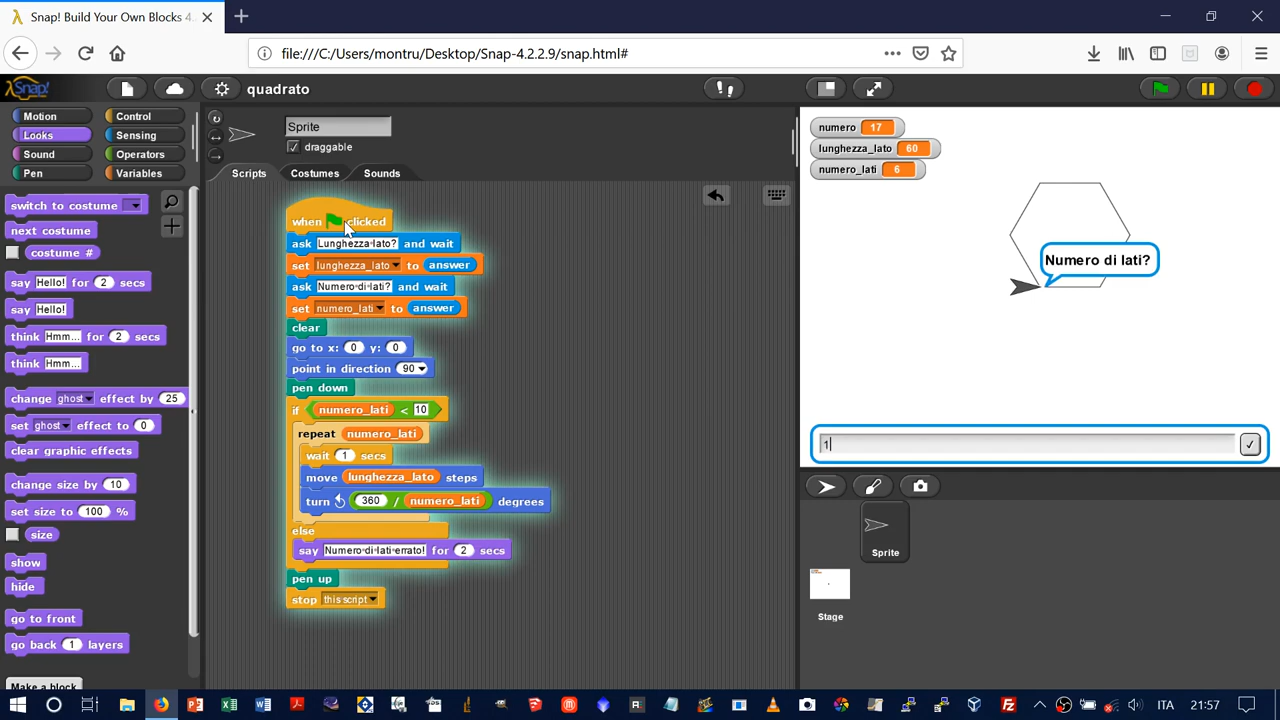 Snap! Build Your Own Blocks 4.
file:///C:/Users/montru/Desktop/Snap-4.2.2.9/snap.html#
Snap!
quadrato
Motion
Control
Looks
Sensing
Sound
Operators
Pen
Variables
switch to costume
next costume
costume #
say Hello! for 2 secs
say Hello!
think Hmm... for 2 secs
think Hmm...
change ghost effect by 25
set ghost effect to 0
clear graphic effects
change size by 10
set size to 100 %
size
show
hide
go to front
go back 1 layers
Make a block
Sprite
draggable
Scripts
Costumes
Sounds
when clicked
ask Lunghezza·lato? and wait
set lunghezza_lato to answer
ask Numero·di·lati? and wait
set numero_lati to answer
clear
go to x: 0 y: 0
point in direction 90
pen down
if numero_lati < 10
repeat numero_lati
wait 1 secs
move lunghezza_lato steps
turn 360 / numero_lati degrees
else
say Numero·di·lati·errato! for 2 secs
pen up
stop this script
numero 17
lunghezza_lato 60
numero_lati 6
Numero di lati?
1
Sprite
Stage
ITA
21:57